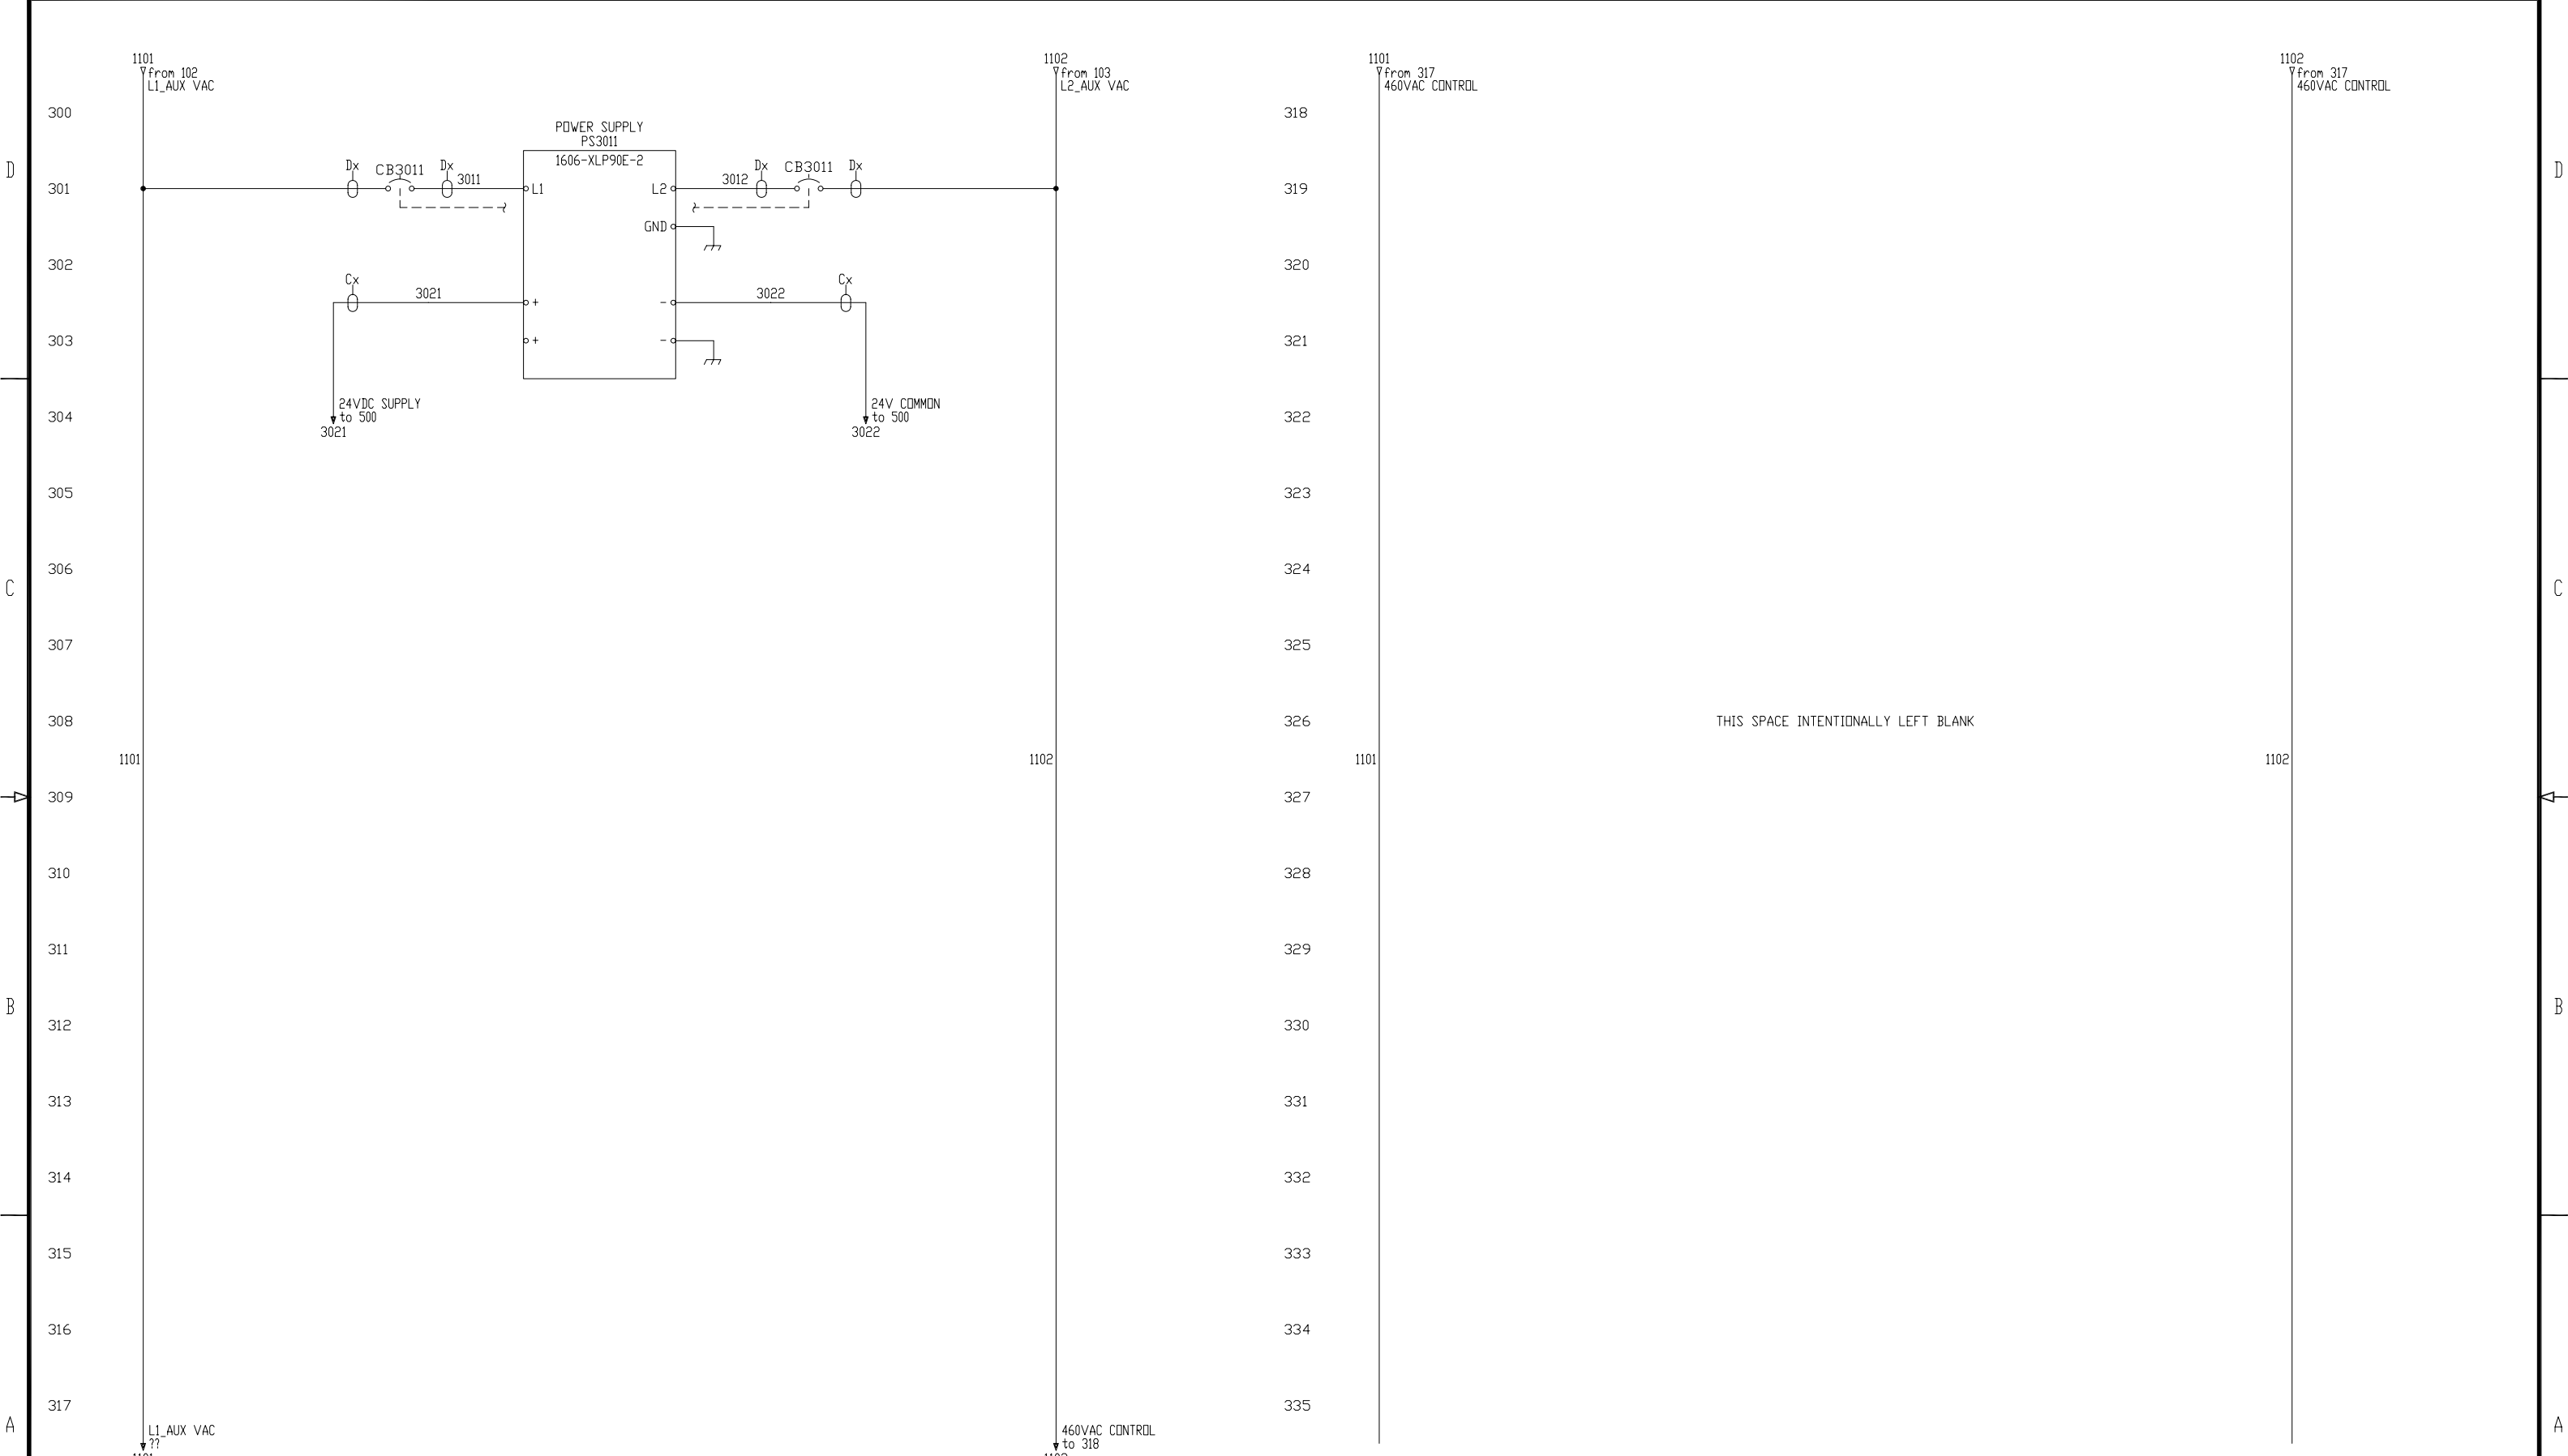 1101
from 102
L1_AUX VAC
1102
from 103
L2_AUX VAC
1101
from 317
460VAC CONTROL
1102
from 317
460VAC CONTROL
300
318
POWER SUPPLY
PS3011
1606-XLP90E-2
D
D
Dx
CB3011
Dx
3011
L1
L2
3012
Dx
CB3011
Dx
301
319
GND
302
320
Cx
3021
+
-
3022
Cx
303
+
-
321
24VDC SUPPLY
to 500
3021
24V COMMON
to 500
3022
304
322
305
323
306
324
C
C
307
325
308
326
THIS SPACE INTENTIONALLY LEFT BLANK
1101
1102
1101
1102
309
327
310
328
311
329
B
B
312
330
313
331
314
332
315
333
316
334
317
335
A
A
L1_AUX VAC
??
460VAC CONTROL
to 318